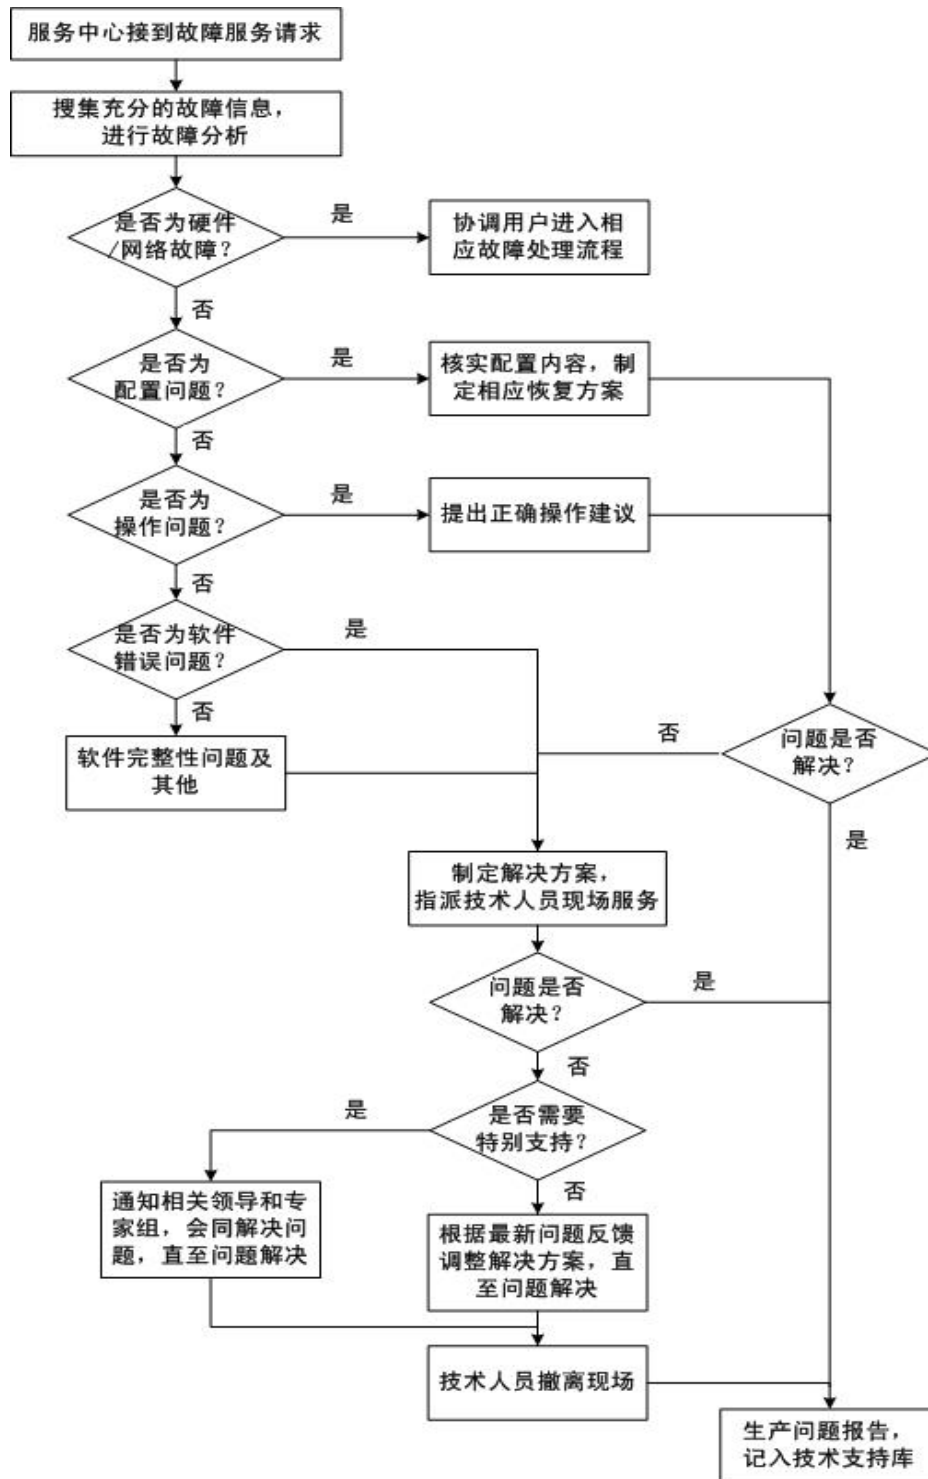 服务中心接到故障服务请求
搜集充分的故障信息，
进行故障分析
是否为硬件
/网络故障？
是
协调用户进入相
应故障处理流程
否
是否为
配置问题？
是
核实配置内容，制
定相应恢复方案
否
是否为
操作问题？
是
提出正确操作建议
否
是否为软件
错误问题？
是
否
软件完整性问题及
其他
否
问题是否
解决？
是
制定解决方案，
指派技术人员现场服务
问题是否
解决？
是
否
是否需要
特别支持？
是
通知相关领导和专
家组，会同解决问
题，直至问题解决
否
根据最新问题反馈
调整解决方案，直
至问题解决
技术人员撤离现场
生产问题报告，
记入技术支持库